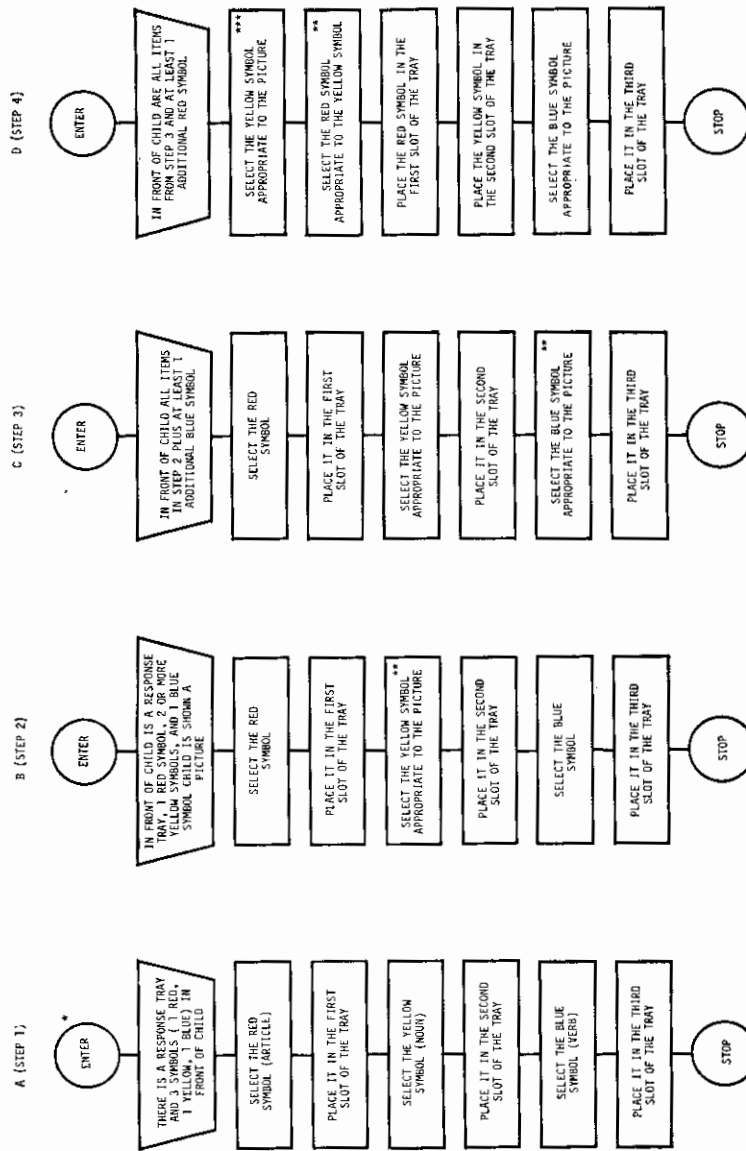 A (STEP 1)
*
ENTER
THERE IS A RESPONSE TRAY
AND 3 SYMBOLS ( 1 RED,
1 YELLOW, 1 BLUE) IN
FRONT OF CHILD
SELECT THE RED
SYMBOL (ARTICLE)
PLACE IT IN THE FIRST
SLOT OF THE TRAY
SELECT THE YELLOW
SYMBOL (NOUN)
PLACE IT IN THE SECOND
SLOT OF THE TRAY
SELECT THE BLUE
SYMBOL (VERB)
PLACE IT IN THE THIRD
SLOT OF THE TRAY
STOP
B (STEP 2)
ENTER
IN FRONT OF CHILD IS A RESPONSE
TRAY, 1 RED SYMBOL, 2 OR MORE
YELLOW SYMBOLS, AND 1 BLUE
SYMBOL CHILD IS SHOWN A
PICTURE
SELECT THE RED
SYMBOL
PLACE IT IN THE FIRST
SLOT OF THE TRAY
**
SELECT THE YELLOW SYMBOL
APPROPRIATE TO THE PICTURE
PLACE IT IN THE SECOND
SLOT OF THE TRAY
SELECT THE BLUE
SYMBOL
PLACE IT IN THE THIRD
SLOT OF THE TRAY
STOP
C (STEP 3)
ENTER
IN FRONT OF CHILD ALL ITEMS
IN STEP 2 PLUS AT LEAST 1
ADDITIONAL BLUE SYMBOL
SELECT THE RED
SYMBOL
PLACE IT IN THE FIRST
SLOT OF THE TRAY
SELECT THE YELLOW SYMBOL
APPROPRIATE TO THE PICTURE
PLACE IT IN THE SECOND
SLOT OF THE TRAY
**
SELECT THE BLUE SYMBOL
APPROPRIATE TO THE PICTURE
PLACE IT IN THE THIRD
SLOT OF THE TRAY
STOP
D (STEP 4)
ENTER
IN FRONT OF CHILD ARE ALL ITEMS
FROM STEP 3 AND AT LEAST 1
ADDITIONAL RED SYMBOL
***
SELECT THE YELLOW SYMBOL
APPROPRIATE TO THE PICTURE
**
SELECT THE RED SYMBOL
APPROPRIATE TO THE YELLOW SYMBOL
PLACE THE RED SYMBOL IN THE
FIRST SLOT OF THE TRAY
PLACE THE YELLOW SYMBOL IN
THE SECOND SLOT OF THE TRAY
SELECT THE BLUE SYMBOL
APPROPRIATE TO THE PICTURE
PLACE IT IN THE THIRD
SLOT OF THE TRAY
STOP